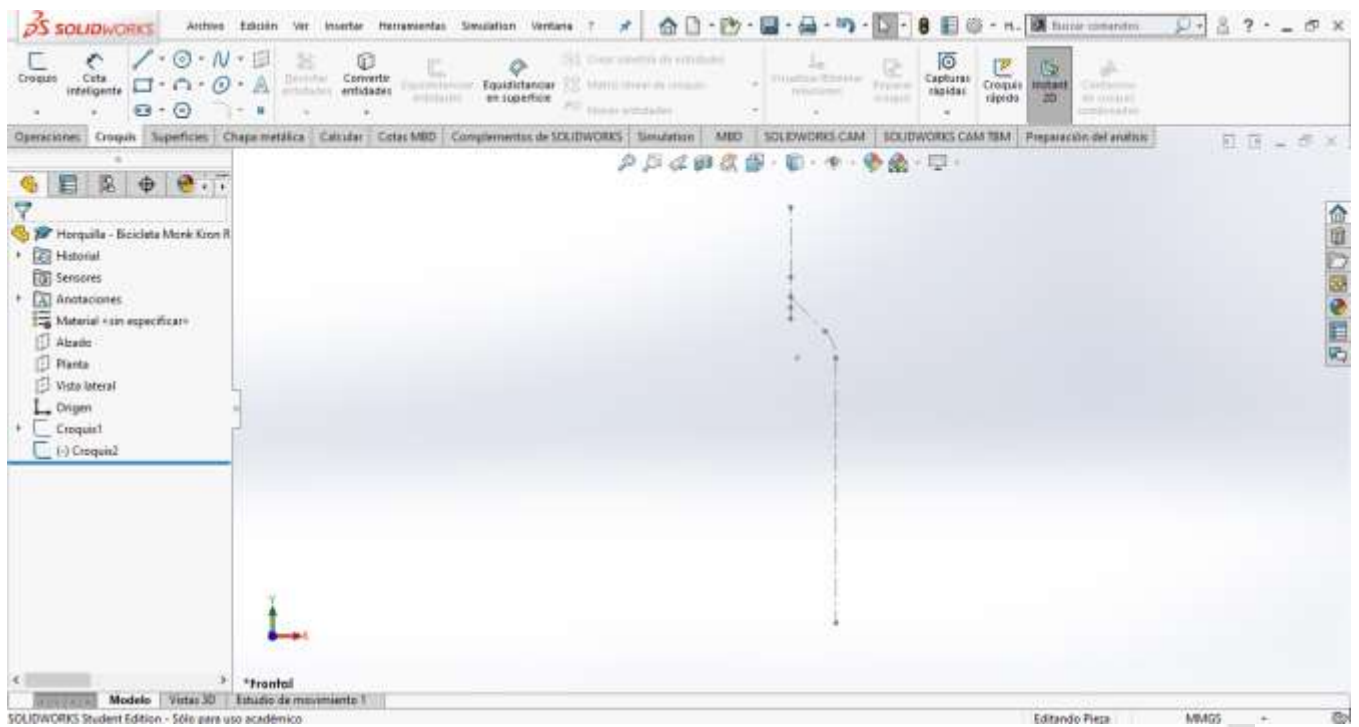 SOLIDWORKS Archivo Edición Ver Insertar Herramientas Simulation Ventana ?
Buscar comandos
Croquis
Cota inteligente
Convertir entidades
Equidistanciar en superficie
Capturas rápidas
Croquis rápido
Instant 2D
Operaciones Croquis Superficies Chapa metálica Calcular Cotas MBD Complementos de SOLIDWORKS Simulation MBD SOLIDWORKS CAM SOLIDWORKS CAM TBM Preparación del análisis
Horquilla - Bicicleta Monk Kron R
Historial
Sensores
Anotaciones
Material <sin especificar>
Alzado
Planta
Vista lateral
Origen
Croquis1
(-) Croquis2
Y
X
*Frontal
Modelo Vistas 3D Estudio de movimiento 1
SOLIDWORKS Student Edition - Sólo para uso académico
Editando Pieza MMGS